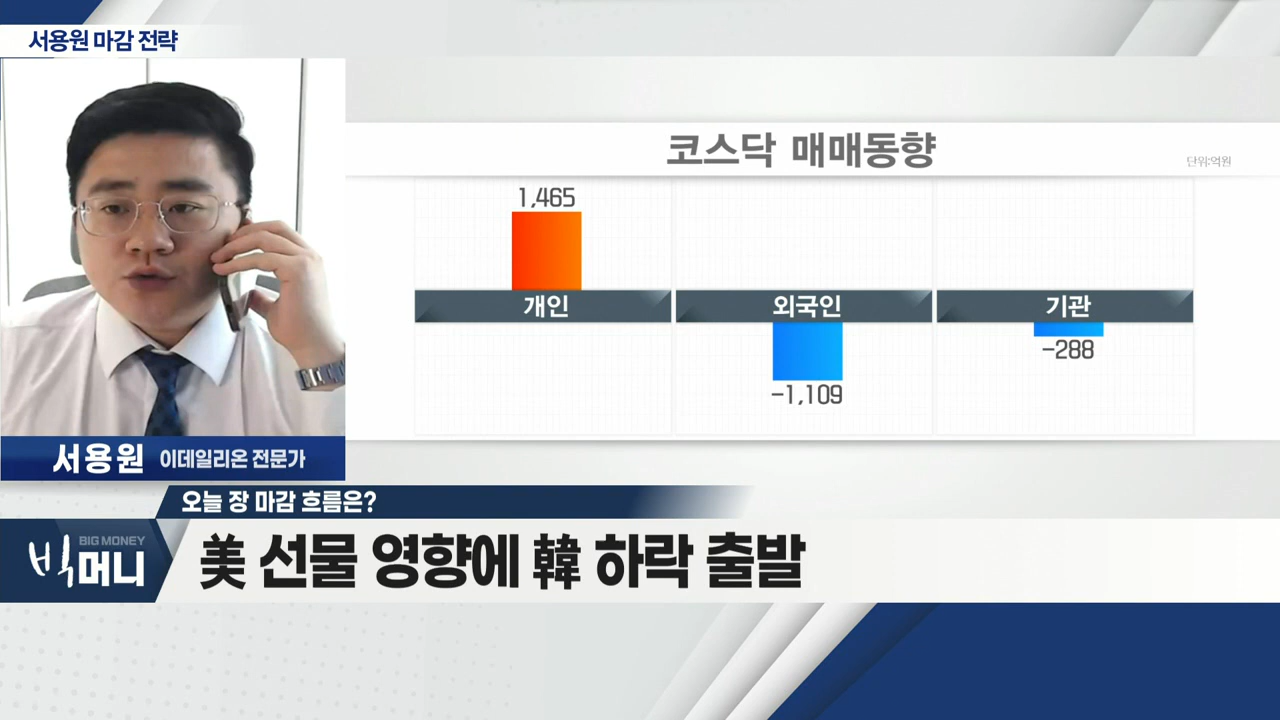 서용원 마감 전략
코스닥 매매동향
단위:억원
1,465
개인
외국인
기관
-1,109
-288
서용원 이데일리온 전문가
오늘 장 마감 흐름은?
BIG MONEY
빅머니
美 선물 영향에 韓 하락 출발